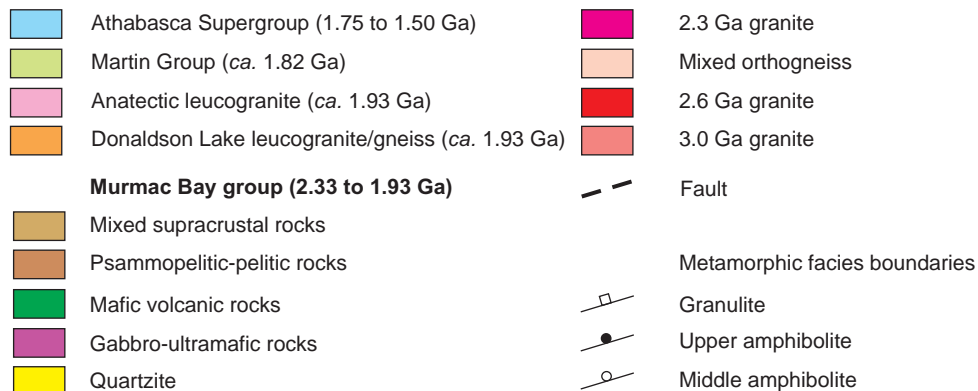 Athabasca Supergroup (1.75 to 1.50 Ga)
Martin Group (ca. 1.82 Ga)
Anatectic leucogranite (ca. 1.93 Ga)
Donaldson Lake leucogranite/gneiss (ca. 1.93 Ga)
Murmac Bay group (2.33 to 1.93 Ga)
Mixed supracrustal rocks
Psammopelitic-pelitic rocks
Mafic volcanic rocks
Gabbro-ultramafic rocks
Quartzite
2.3 Ga granite
Mixed orthogneiss
2.6 Ga granite
3.0 Ga granite
Fault
Metamorphic facies boundaries
Granulite
Upper amphibolite
Middle amphibolite